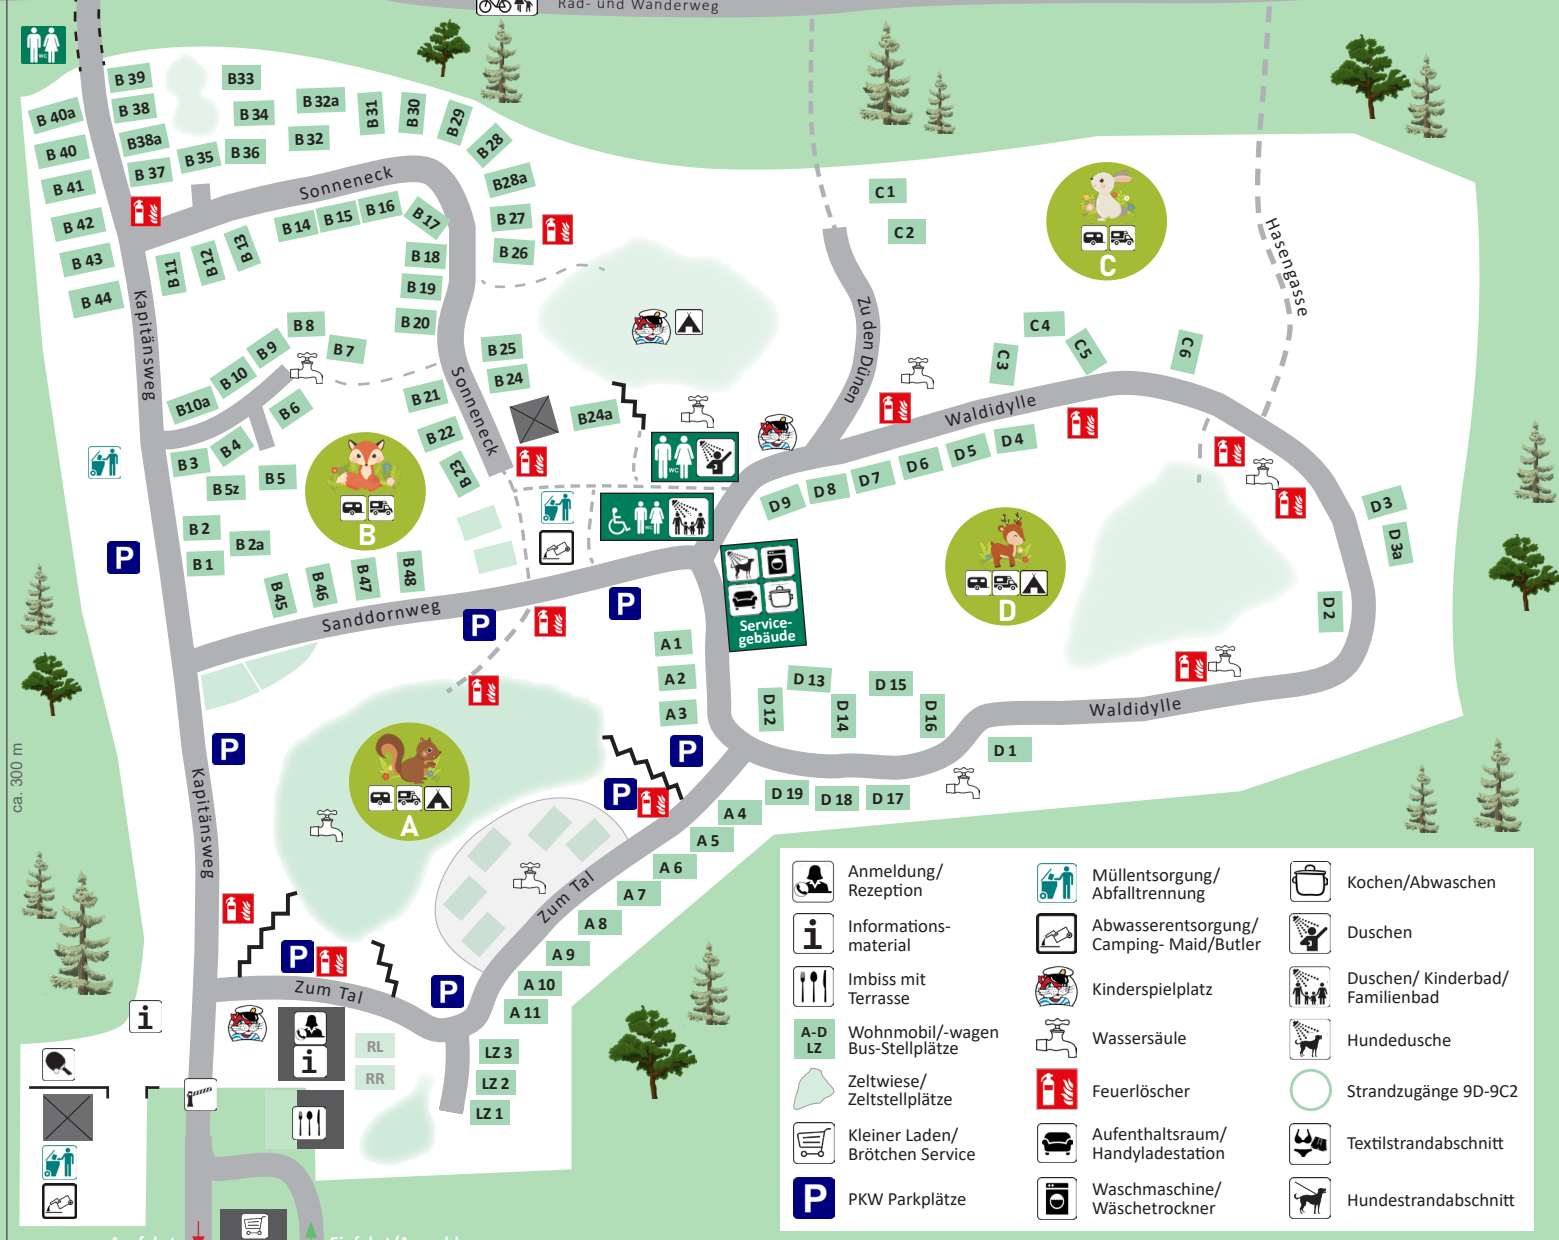 Rad- und Wanderweg
WC
B 39
B33
B 40a
B 38
B 34
B 32a
B 31
B 30
B 29
B 28
B 40
B38a
B 35
B 36
B 32
B 41
B 37
Sonneneck
B28a
B 42
B 14
B 15
B 16
B 17
B 27
B 43
B 11
B 12
B 13
B 18
B 26
B 44
B 19
B 20
Kapitänsweg
B 8
B 9
B 7
B 10
B10a
B 6
B 25
B 24
Sonneneck
B 21
B24a
B 22
B 23
B 4
B 3
B 5
B 5z
B 2
B 2a
B 1
B
B 45
B 46
B 47
B 48
Sanddornweg
C 1
C 2
C
Hasengasse
Zu den Dünen
C 4
C3
C5
C6
Waldidylle
WC
WC
D 9
D 8
D 7
D 6
D 5
D 4
D 3
D 3a
D 2
D
Service-
gebäude
P
P
P
A 1
A 2
A 3
D 13
D 15
D 12
D 14
D 16
Waldidylle
D 1
P
P
P
ca. 300 m
Kapitänsweg
A
D 19
D 18
D 17
A 4
A 5
A 6
A 7
A 8
A 9
A 10
A 11
Zum Tal
P
P
Zum Tal
i
i
RL
RR
LZ 3
LZ 2
LZ 1
Anmeldung/
Rezeption
i
Informations-
material
Imbiss mit
Terrasse
A-D
LZ
Wohnmobil/-wagen
Bus-Stellplätze
Zeltwiese/
Zeltstellplätze
Kleiner Laden/
Brötchen Service
P
PKW Parkplätze
Müllentsorgung/
Abfalltrennung
Abwasserentsorgung/
Camping- Maid/Butler
Kinderspielplatz
Wassersäule
Feuerlöscher
Aufenthaltsraum/
Handyladestation
Waschmaschine/
Wäschetrockner
Kochen/Abwaschen
Duschen
Duschen/ Kinderbad/
Familienbad
Hundedusche
Strandzugänge 9D-9C2
Textilstrandabschnitt
Hundestrandabschnitt